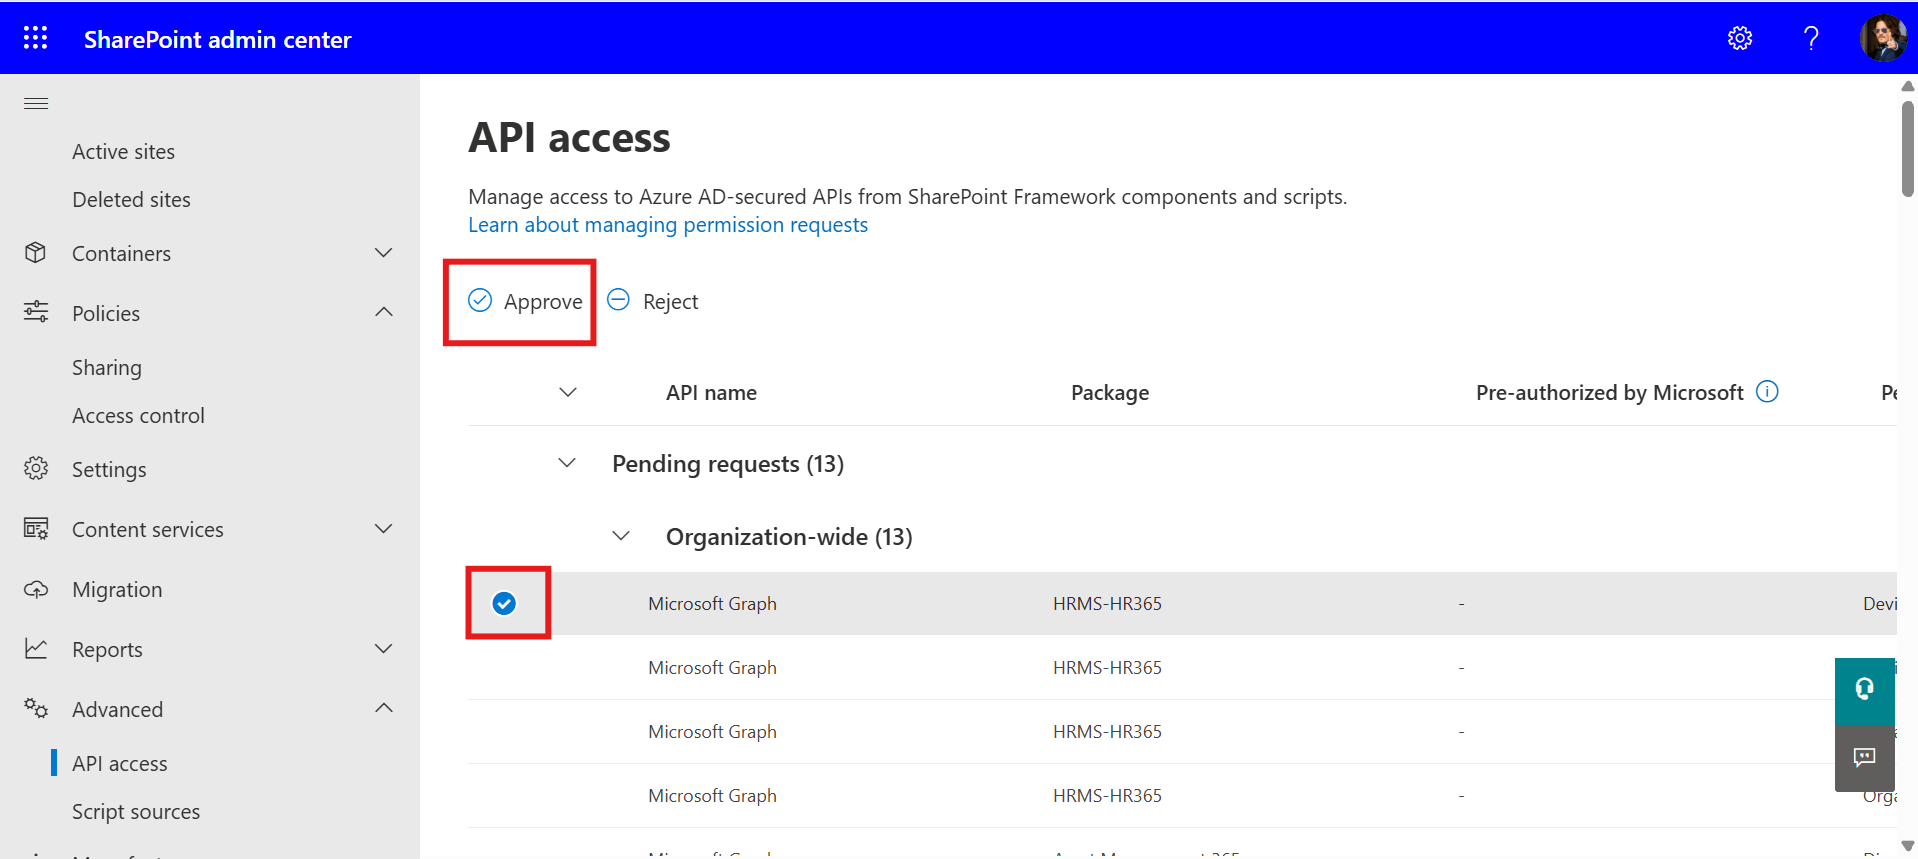 SharePoint admin center
Active sites
Deleted sites
Containers
Policies
Sharing
Access control
Settings
Content services
Migration
Reports
Advanced
API access
Script sources
API access
Manage access to Azure AD-secured APIs from SharePoint Framework components and scripts.
Learn about managing permission requests
Approve Reject
API name Package Pre-authorized by Microsoft
Pending requests (13)
Organization-wide (13)
Microsoft Graph HRMS-HR365 - Devi
Microsoft Graph HRMS-HR365 -
Microsoft Graph HRMS-HR365 -
Microsoft Graph HRMS-HR365 - Orga